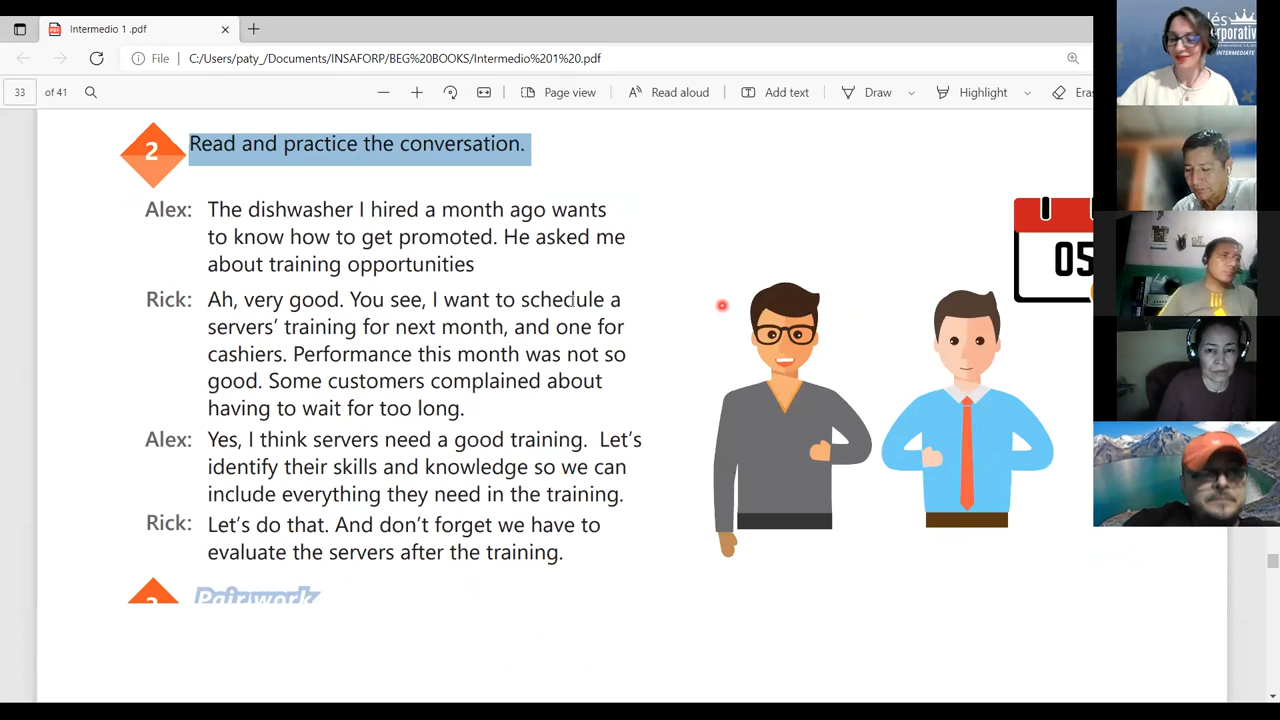 Intermedio 1 .pdf
File C:/Users/paty_/Documents/INSAFORP/BEG%20BOOKS/Intermedio%201%20.pdf
33 of 41 Page view Read aloud Add text Draw Highlight Eras
2 Read and practice the conversation.
Alex: The dishwasher I hired a month ago wants
to know how to get promoted. He asked me
about training opportunities
Rick: Ah, very good. You see, I want to schedule a
servers’ training for next month, and one for
cashiers. Performance this month was not so
good. Some customers complained about
having to wait for too long.
Alex: Yes, I think servers need a good training. Let’s
identify their skills and knowledge so we can
include everything they need in the training.
Rick: Let’s do that. And don’t forget we have to
evaluate the servers after the training.
Pair work
05
INTERMEDIATE